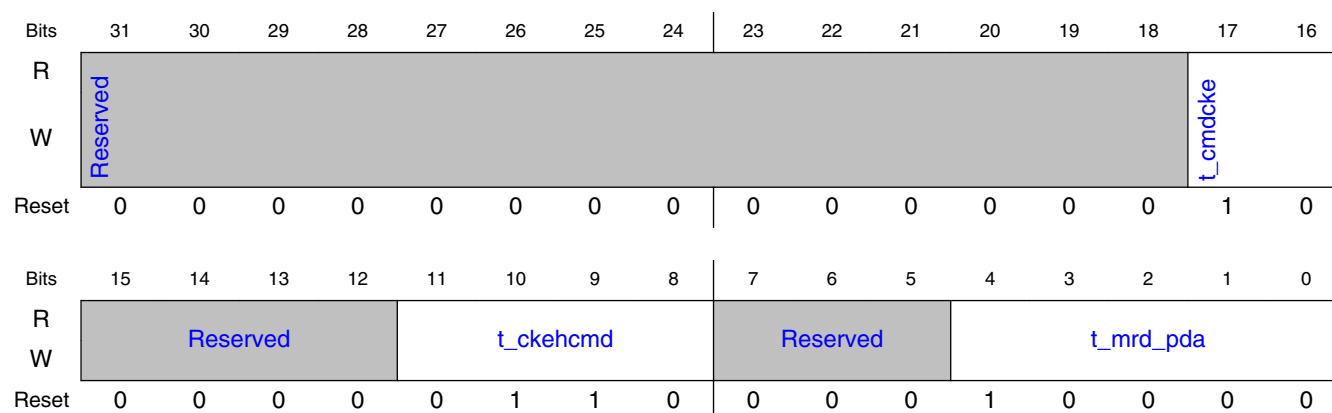 Bits 31 30 29 28 27 26 25 24 23 22 21 20 19 18 17 16
R
W
Reserved
t_cmdcke
Reset 0 0 0 0 0 0 0 0 0 0 0 0 0 0 1 0
Bits 15 14 13 12 11 10 9 8 7 6 5 4 3 2 1 0
R
W
Reserved t_ckehcmd Reserved t_mrd_pda
Reset 0 0 0 0 0 1 1 0 0 0 0 1 0 0 0 0